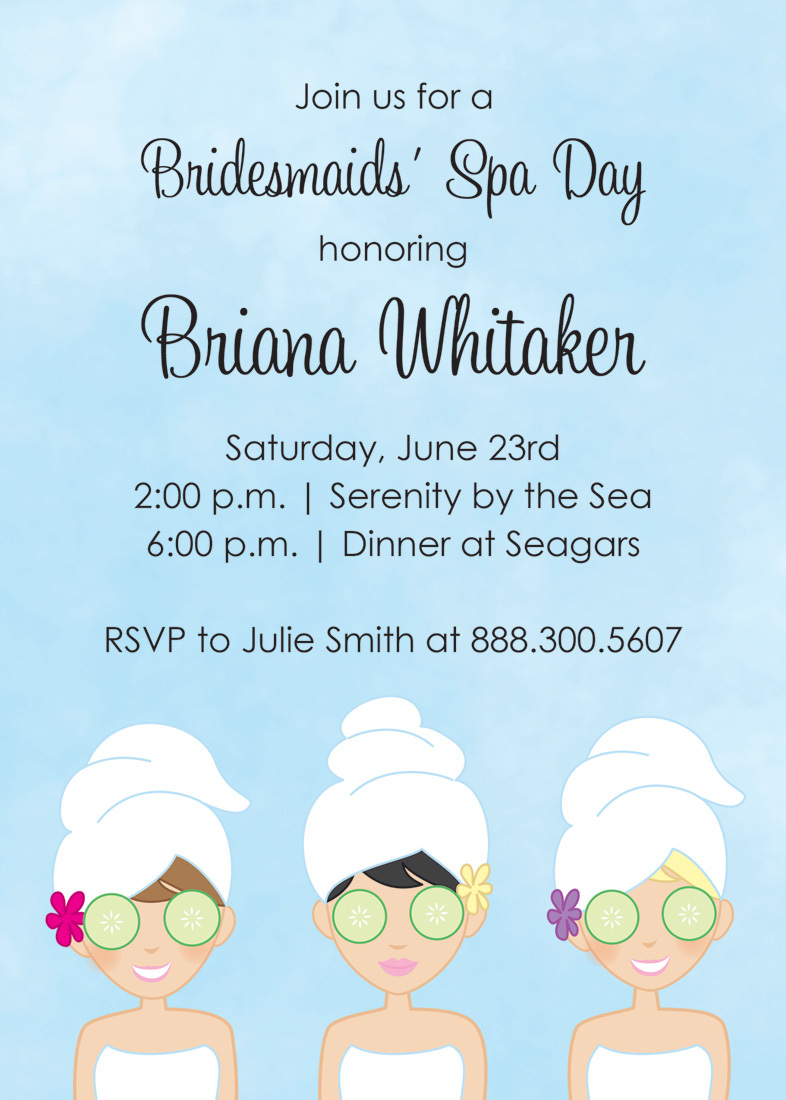 Join us for a
Bridesmaids' Spa Day
honoring
Briana Whitaker
Saturday, June 23rd
2:00 p.m. | Serenity by the Sea
6:00 p.m. | Dinner at Seagars
RSVP to Julie Smith at 888.300.5607